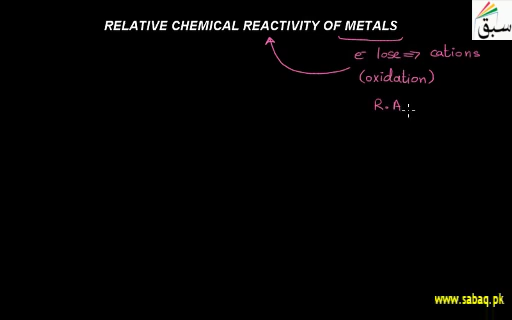 RELATIVE CHEMICAL REACTIVITY OF METALS
سبق
e⁻ lose ⇒ cations
(oxidation)
R.A
www.sabaq.pk